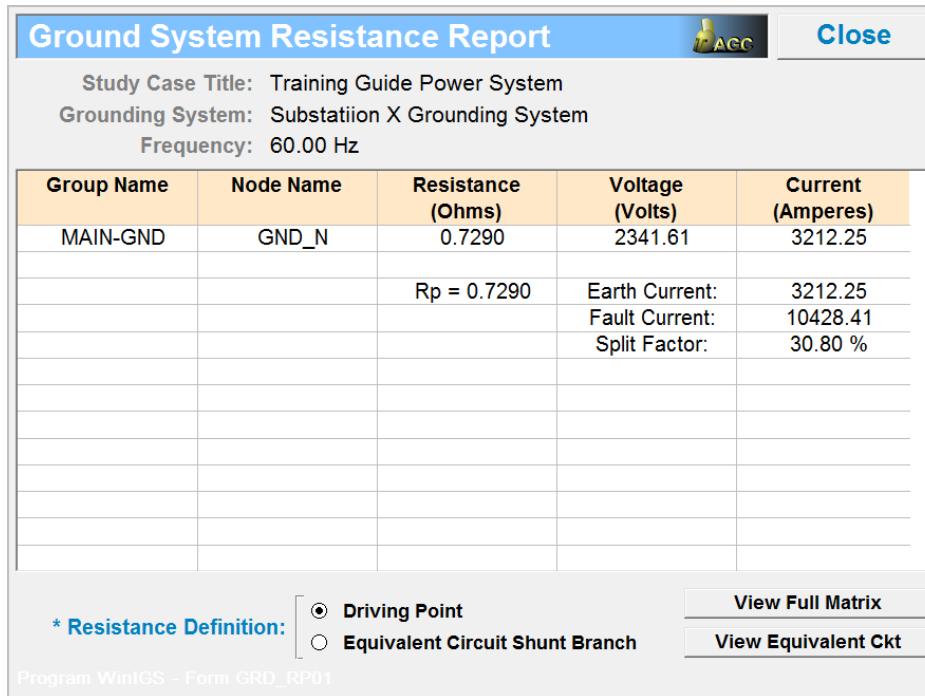 Ground System Resistance Report
AGC
Close
Study Case Title: Training Guide Power System
Grounding System: Substatiion X Grounding System
Frequency: 60.00 Hz
Group Name Node Name Resistance (Ohms) Voltage (Volts) Current (Amperes)
MAIN-GND GND_N 0.7290 2341.61 3212.25
Rp = 0.7290 Earth Current: 3212.25
Fault Current: 10428.41
Split Factor: 30.80 %
* Resistance Definition:
Driving Point
Equivalent Circuit Shunt Branch
View Full Matrix
View Equivalent Ckt
Program WinIGS - Form GRD_RP01